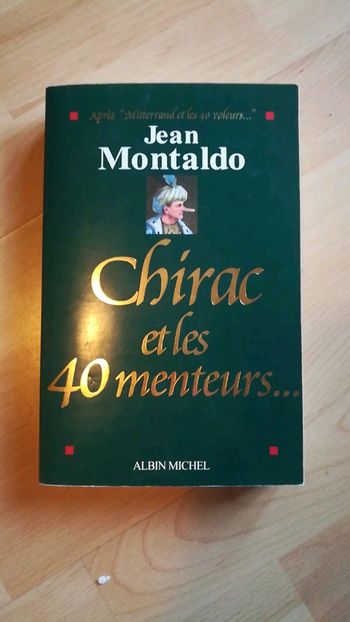 Après "Mitterrand et les 40 voleurs..."
Jean
Montaldo
Chirac
et les
40 menteurs...
ALBIN MICHEL